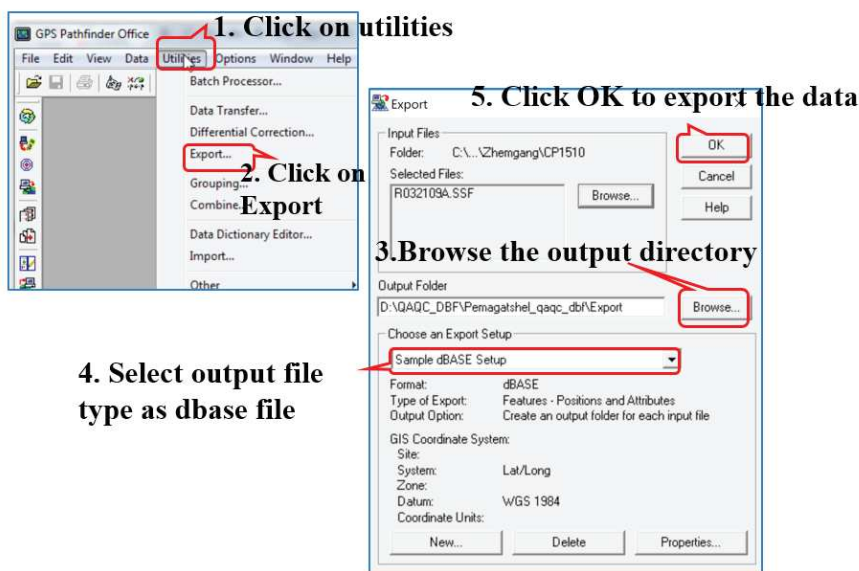 1. Click on utilities
GPS Pathfinder Office
File Edit View Data Utilities Options Window Help
Batch Processor...
Data Transfer...
Differential Correction...
Export...
2. Click on
Export
Grouping...
Combine...
Data Dictionary Editor...
Import...
Other
5. Click OK to export the data
Export
Input Files
Folder: C:\...\Zhemgang\CP1510
Selected Files:
R032109A.SSF
Browse...
OK
Cancel
Help
3.Browse the output directory
Output Folder
D:\QAQC_DBF\Pemagatshel_qaqc_dbf\Export
Browse...
Choose an Export Setup
Sample dBASE Setup
4. Select output file
type as dbase file
Format: dBASE
Type of Export: Features - Positions and Attributes
Output Option: Create an output folder for each input file
GIS Coordinate System:
Site:
System: Lat/Long
Zone:
Datum: WGS 1984
Coordinate Units:
New... Delete Properties...